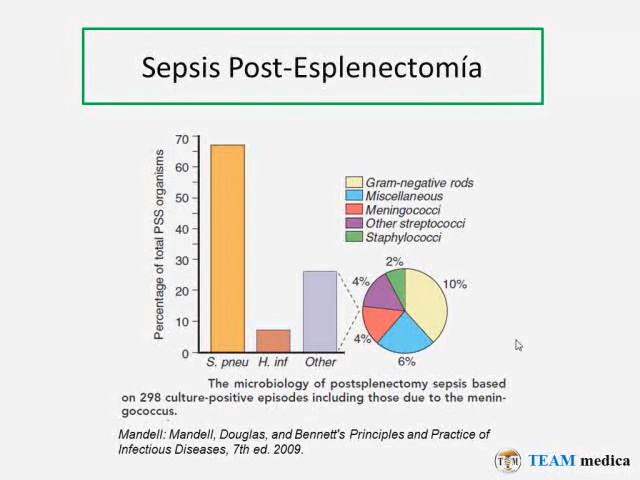 Sepsis Post-Esplenectomía
Percentage of total PSS organisms
70
60
50
40
30
20
10
0
S. pneu
H. inf
Other
Gram-negative rods
Miscellaneous
Meningococci
Other streptococci
Staphylococci
2%
10%
4%
4%
6%
The microbiology of postsplenectomy sepsis based
on 298 culture-positive episodes including those due to the menin-
gococcus.
Mandell: Mandell, Douglas, and Bennett's Principles and Practice of
Infectious Diseases, 7th ed. 2009.
TEAM medica